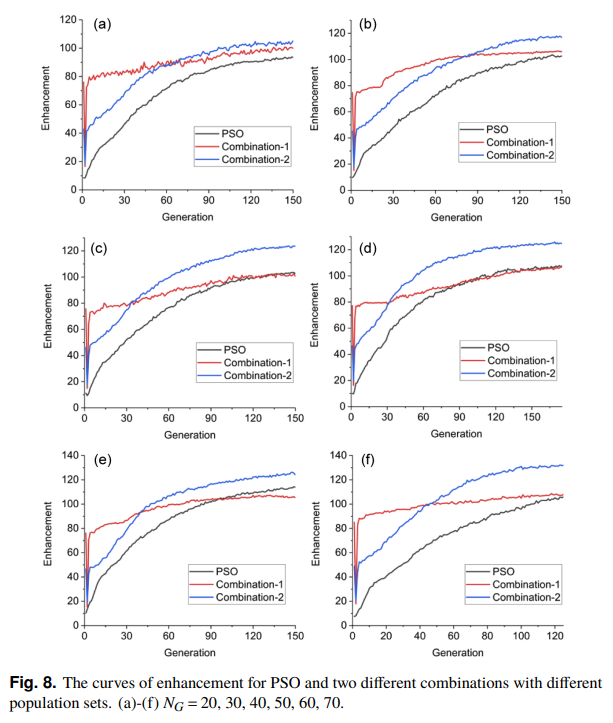 (a)
120
100
80
60
40
20
0
Enhancement
PSO
Combination-1
Combination-2
0 30 60 90 120 150
Generation
(b)
120
100
80
60
40
20
0
Enhancement
PSO
Combination-1
Combination-2
0 30 60 90 120 150
Generation
(c)
120
100
80
60
40
20
0
Enhancement
PSO
Combination-1
Combination-2
0 30 60 90 120 150
Generation
(d)
120
100
80
60
40
20
0
Enhancement
PSO
Combination-1
Combination-2
0 30 60 90 120 150
Generation
(e)
140
120
100
80
60
40
20
0
Enhancement
PSO
Combination-1
Combination-2
0 30 60 90 120 150
Generation
(f)
140
120
100
80
60
40
20
0
Enhancement
PSO
Combination-1
Combination-2
0 20 40 60 80 100 120
Generation
Fig. 8. The curves of enhancement for PSO and two different combinations with different
population sets. (a)-(f) NG = 20, 30, 40, 50, 60, 70.